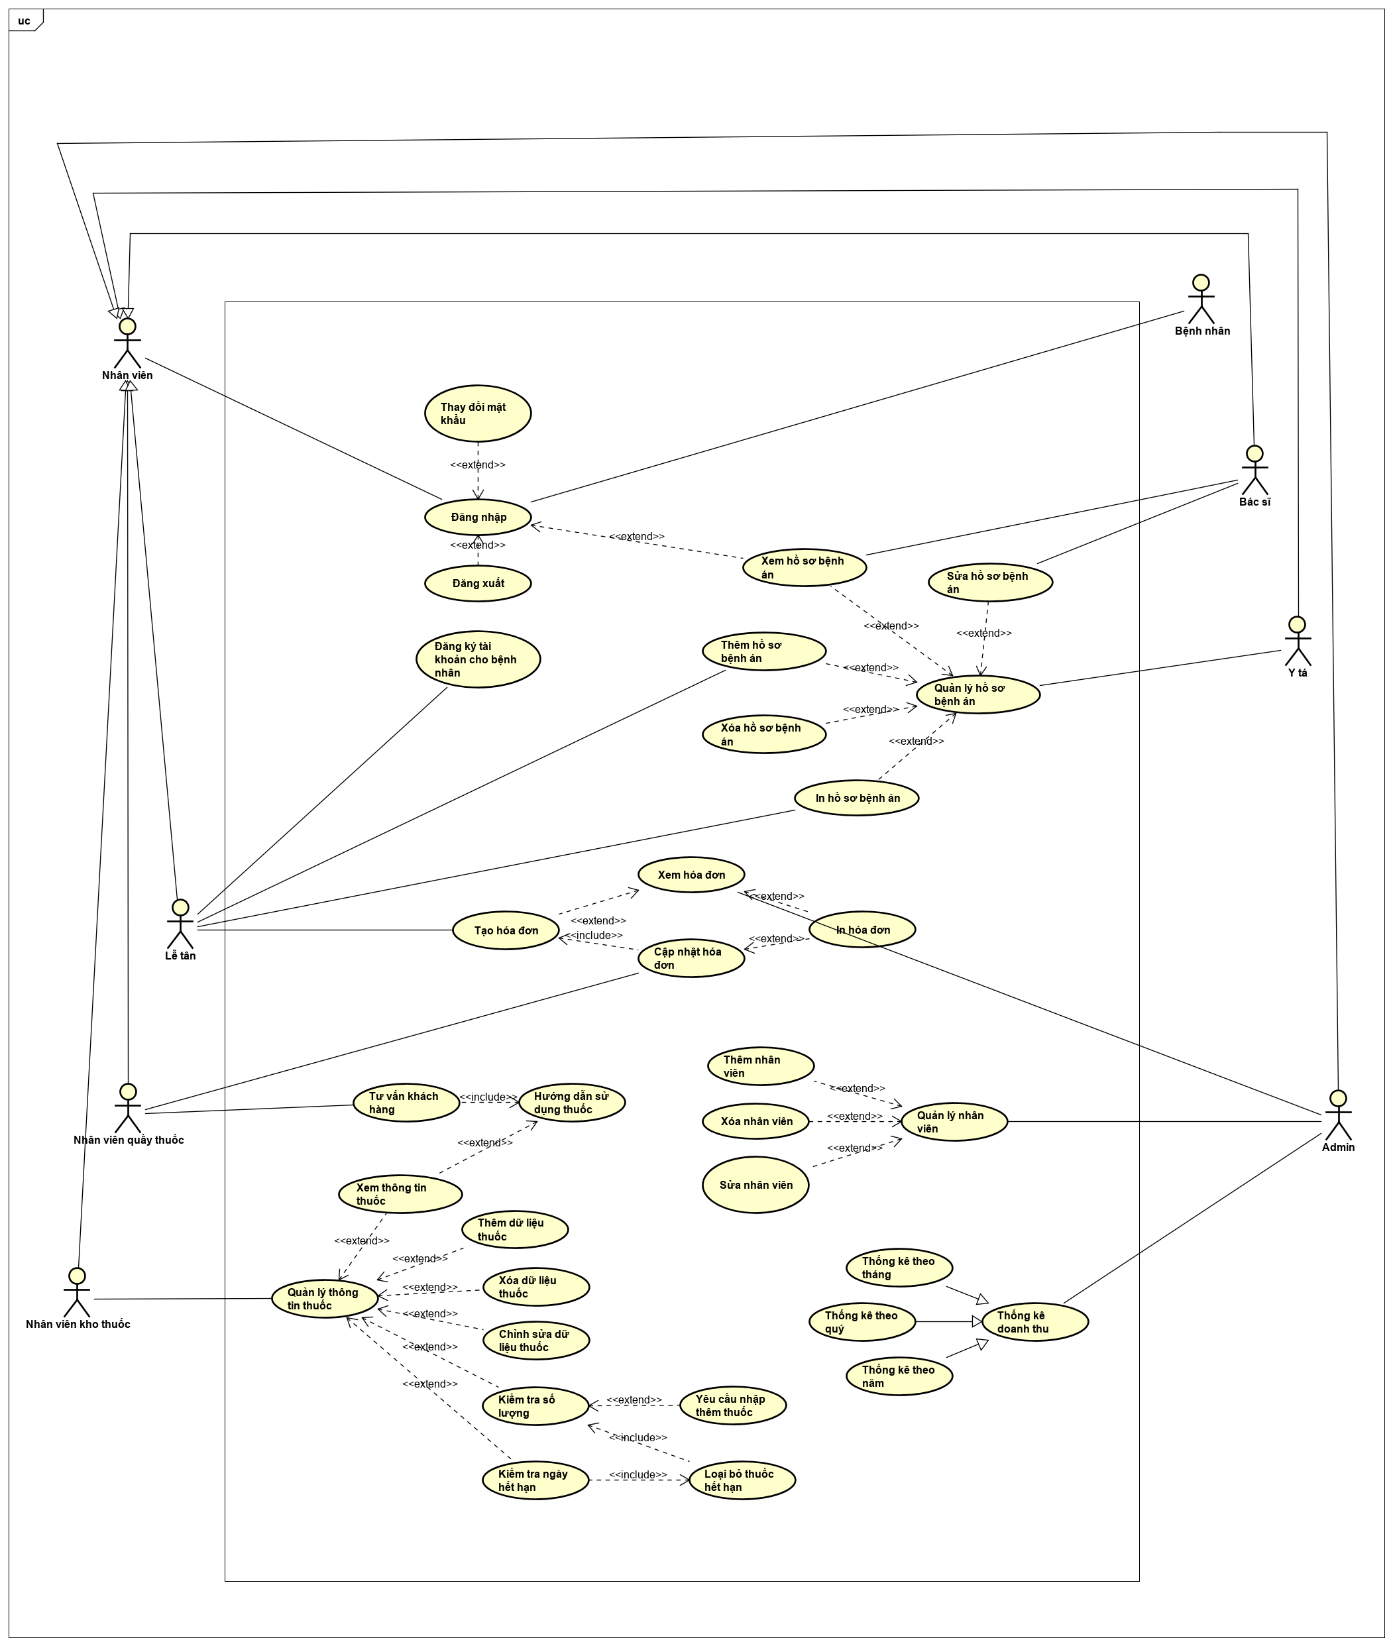 uc
Bệnh nhân
Nhân viên
Thay đổi mật
khẩu
<<extend>>
Đăng nhập
Bác sĩ
<<extend>>
<<extend>>
Xem hồ sơ bệnh
án
Sửa hồ sơ bệnh
án
Đăng xuất
<<extend>>
<<extend>>
Đăng ký tài
khoản cho bệnh
nhân
Thêm hồ sơ
bệnh án
<<extend>>
Y tá
Quản lý hồ sơ
bệnh án
<<extend>>
Xóa hồ sơ bệnh
án
<<extend>>
In hồ sơ bệnh án
Xem hóa đơn
<<extend>>
<<extend>>
Tạo hóa đơn
<<include>>
In hóa đơn
<<extend>>
Lễ tân
Cập nhật hóa
đơn
Thêm nhân
viên
<<extend>>
Tư vấn khách
hàng
<<include>>
Hướng dẫn sử
dụng thuốc
Xóa nhân viên
<<extend>>
Quản lý nhân
viên
Nhân viên quầy thuốc
<<extend>>
<<extend>>
Admin
Xem thông tin
thuốc
Sửa nhân viên
Thêm dữ liệu
thuốc
<<extend>>
<<extend>>
Thống kê theo
tháng
Xóa dữ liệu
thuốc
<<extend>>
Quản lý thông
tin thuốc
Nhân viên kho thuốc
<<extend>>
Thống kê theo
quý
Thống kê
doanh thu
Chỉnh sửa dữ
liệu thuốc
<<extend>>
Thống kê theo
năm
<<extend>>
Kiểm tra số
lượng
<<extend>>
Yêu cầu nhập
thêm thuốc
<<include>>
Kiểm tra ngày
hết hạn
<<include>>
Loại bỏ thuốc
hết hạn